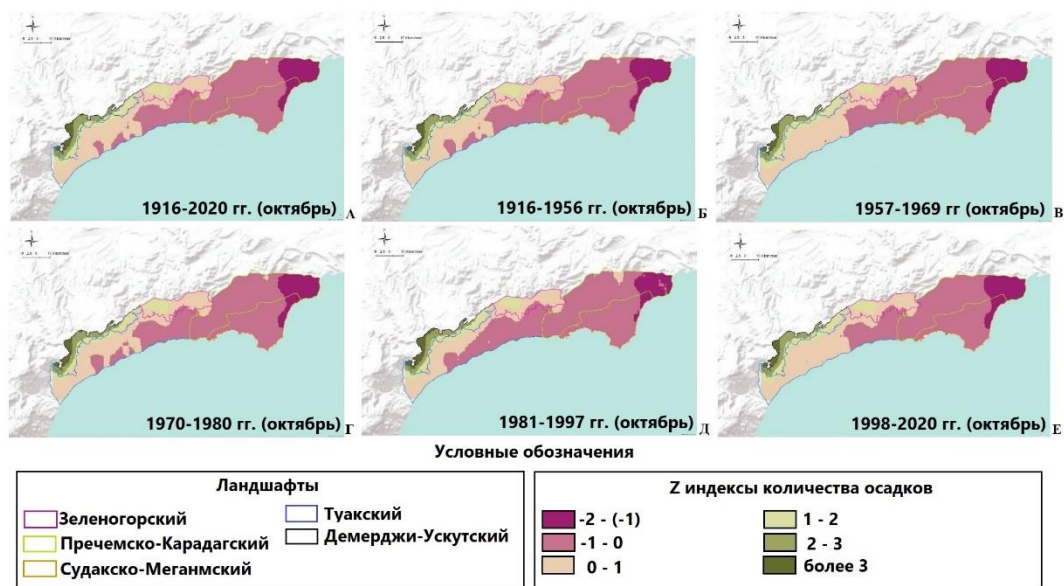 1916-2020 гг. (октябрь) А
1916-1956 гг. (октябрь) Б
1957-1969 гг (октябрь) В
1970-1980 гг. (октябрь) Г
1981-1997 гг. (октябрь) Д
1998-2020 гг. (октябрь) Е
Условные обозначения
Ландшафты
Зеленогорский
Пречемско-Карадагский
Судакско-Меганмский
Туакский
Демерджи-Ускутский
Z индексы количества осадков
-2 - (-1)
-1 - 0
0 - 1
1 - 2
2 - 3
более 3